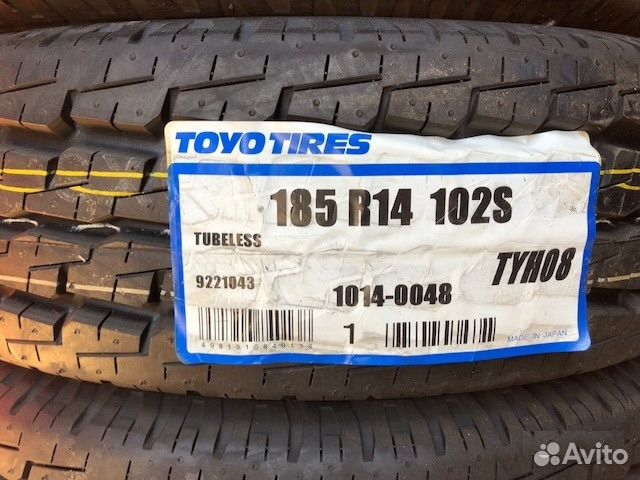 TOYO TIRES
185 R14 102S
TUBELESS
TYH08
9221043
1014-0048
1
MADE IN JAPAN
Avito